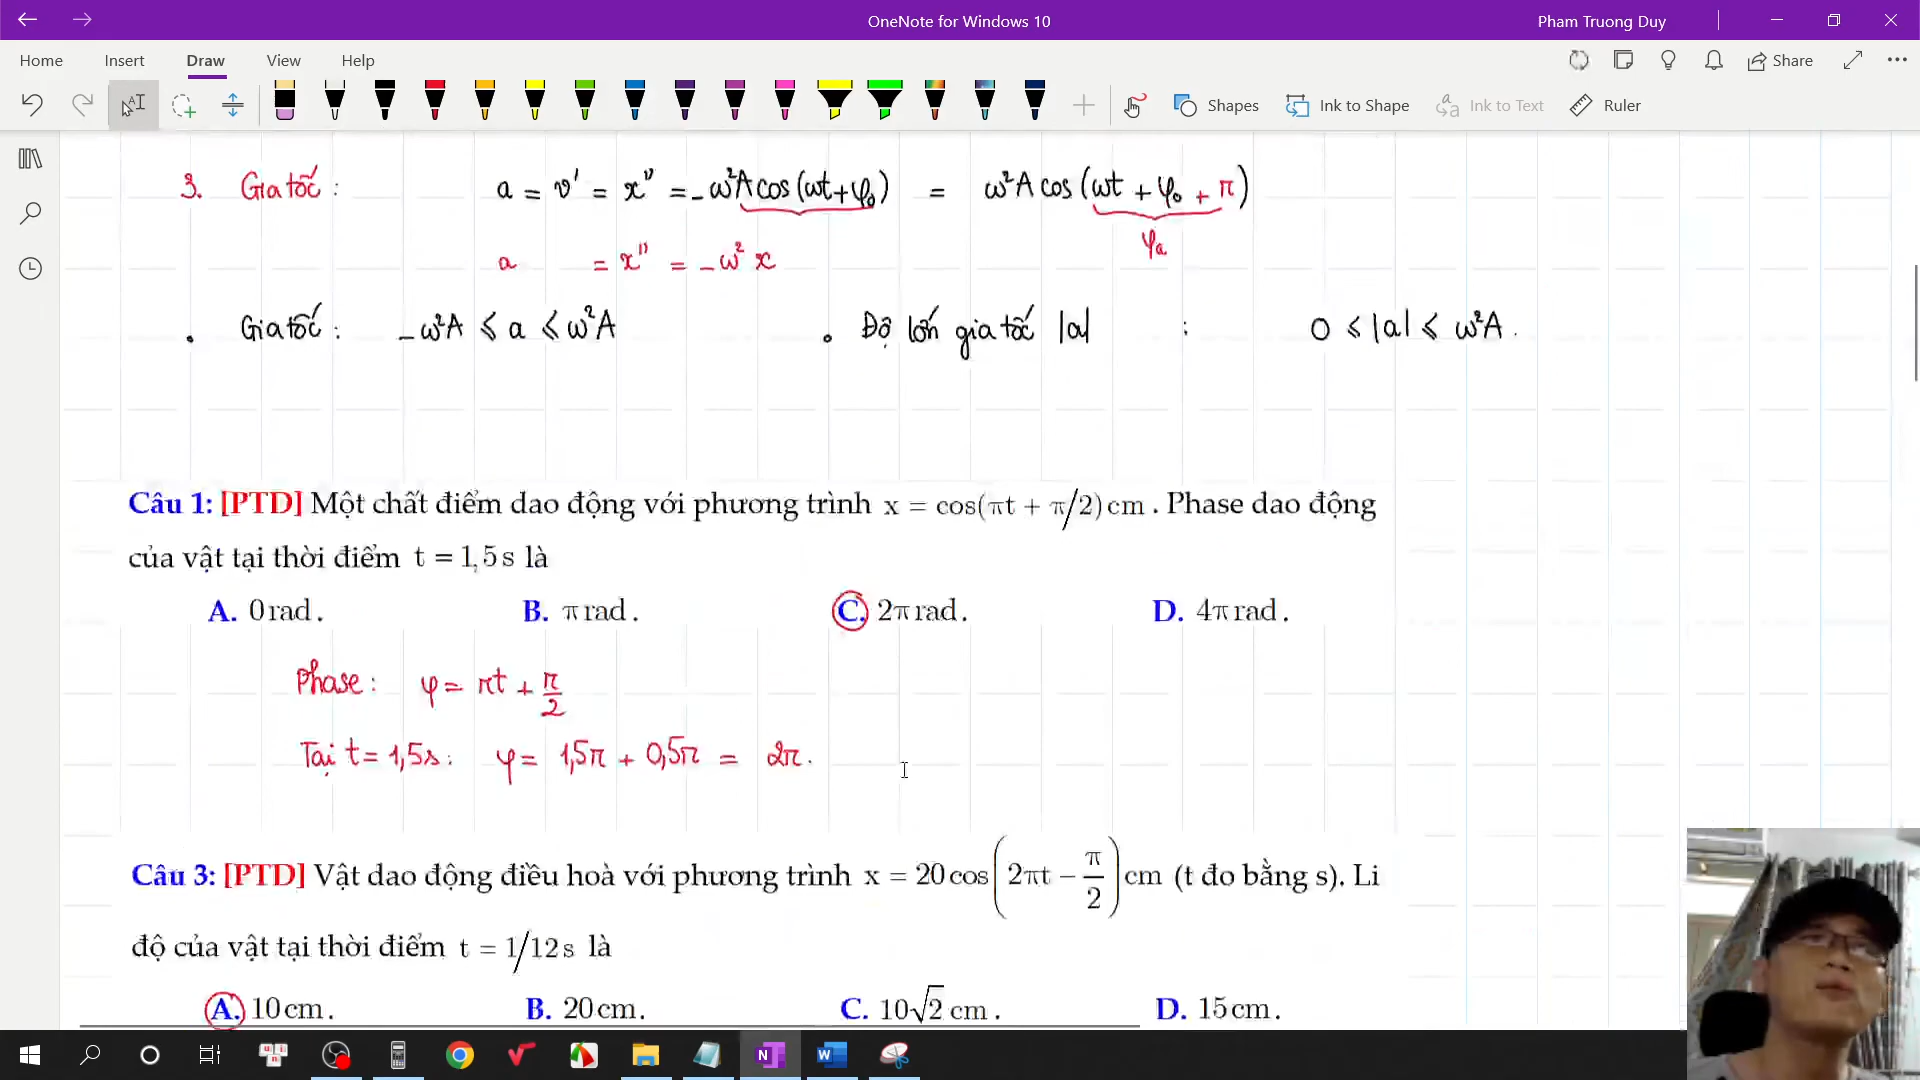 OneNote for Windows 10
Pham Truong Duy
Home Insert Draw View Help
Share
Shapes Ink to Shape Ink to Text Ruler
3. Gia tốc : a = v' = x'' = -ω²A cos (ωt+φ₀) = ω²A cos (ωt + φ₀ + π)
φₐ
a = x'' = -ω² x
• Gia tốc : -ω²A ⩽ a ⩽ ω²A • Độ lớn gia tốc |a| : 0 ⩽ |a| ⩽ ω²A .
Câu 1: [PTD] Một chất điểm dao động với phương trình x = cos(πt + π/2) cm . Phase dao động
của vật tại thời điểm t = 1,5 s là
A. 0 rad . B. π rad . C. 2π rad . D. 4π rad .
Phase : φ = πt + π/2
Tại t = 1,5s : φ = 1,5π + 0,5π = 2π .
Câu 3: [PTD] Vật dao động điều hoà với phương trình x = 20 cos(2πt − π/2) cm (t đo bằng s). Li
độ của vật tại thời điểm t = 1/12 s là
A. 10 cm . B. 20 cm . C. 10√2 cm . D. 15 cm .